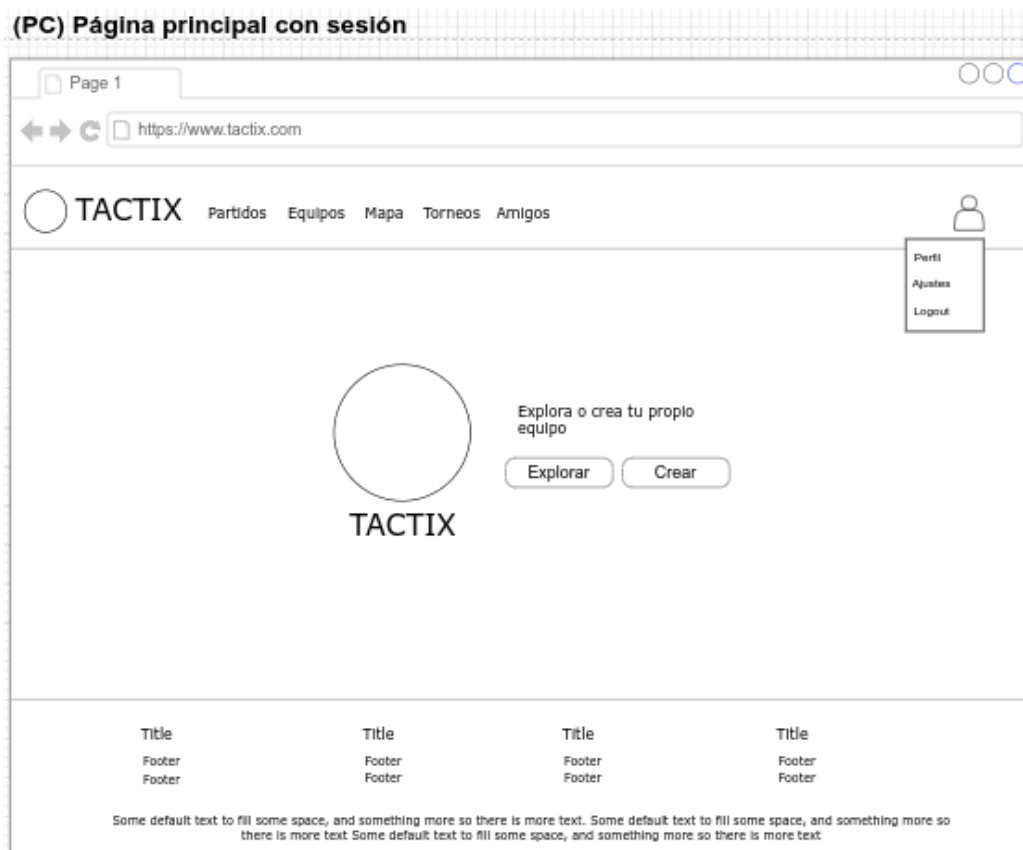 (PC) Página principal con sesión
Page 1
https://www.tactix.com
TACTIX Partidos Equipos Mapa Torneos Amigos
Perfil
Ajustes
Logout
Explora o crea tu propio
equipo
Explorar Crear
TACTIX
Title Title Title Title
Footer Footer Footer Footer
Footer Footer Footer Footer
Some default text to fill some space, and something more so there is more text. Some default text to fill some space, and something more so
there is more text Some default text to fill some space, and something more so there is more text